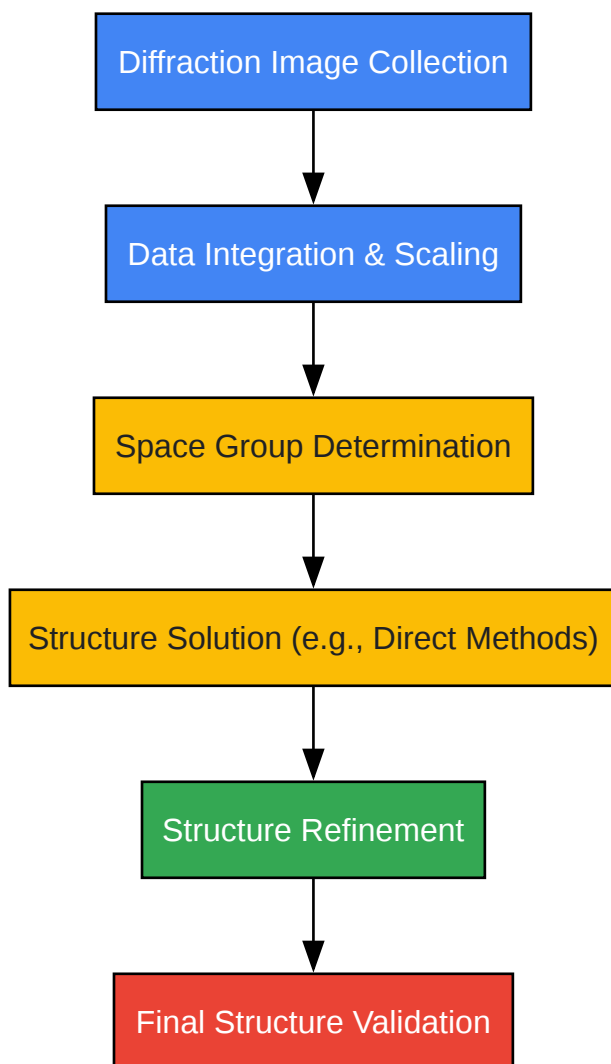 Diffraction Image Collection
Data Integration & Scaling
Space Group Determination
Structure Solution (e.g., Direct Methods)
Structure Refinement
Final Structure Validation